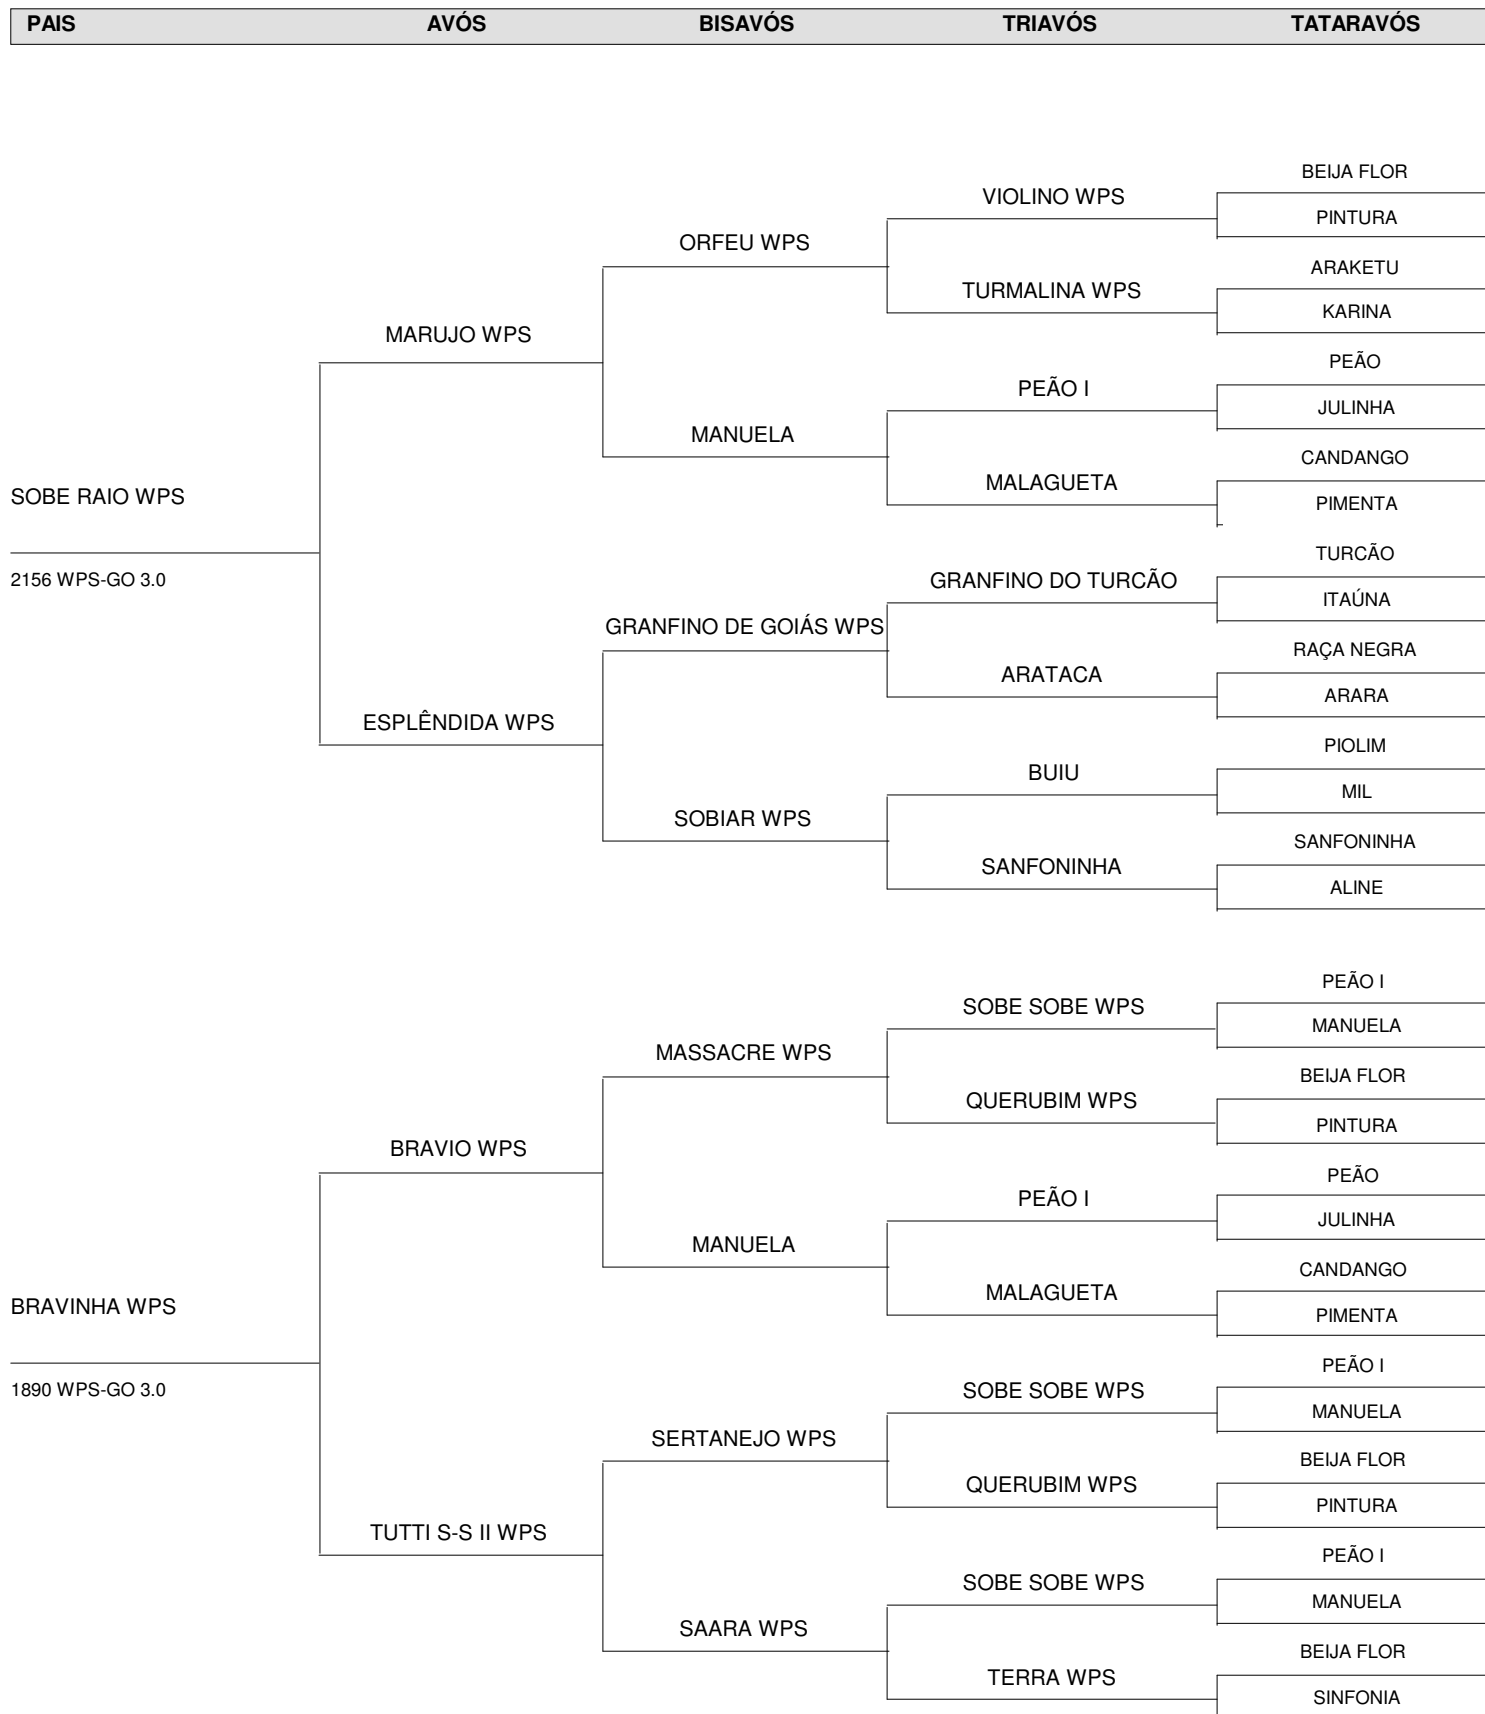 PAIS AVÓS BISAVÓS TRIAVÓS TATARAVÓS
BEIJA FLOR
VIOLINO WPS
PINTURA
ORFEU WPS
ARAKETU
TURMALINA WPS
KARINA
MARUJO WPS
PEÃO
PEÃO I
JULINHA
MANUELA
CANDANGO
MALAGUETA
SOBE RAIO WPS
PIMENTA
TURCÃO
2156 WPS-GO 3.0
GRANFINO DO TURCÃO
ITAÚNA
GRANFINO DE GOIÁS WPS
RAÇA NEGRA
ARATACA
ARARA
ESPLÊNDIDA WPS
PIOLIM
BUIU
MIL
SOBIAR WPS
SANFONINHA
SANFONINHA
ALINE
PEÃO I
SOBE SOBE WPS
MANUELA
MASSACRE WPS
BEIJA FLOR
QUERUBIM WPS
PINTURA
BRAVIO WPS
PEÃO
PEÃO I
JULINHA
MANUELA
CANDANGO
MALAGUETA
BRAVINHA WPS
PIMENTA
PEÃO I
1890 WPS-GO 3.0
SOBE SOBE WPS
MANUELA
SERTANEJO WPS
BEIJA FLOR
QUERUBIM WPS
PINTURA
TUTTI S-S II WPS
PEÃO I
SOBE SOBE WPS
MANUELA
SAARA WPS
BEIJA FLOR
TERRA WPS
SINFONIA